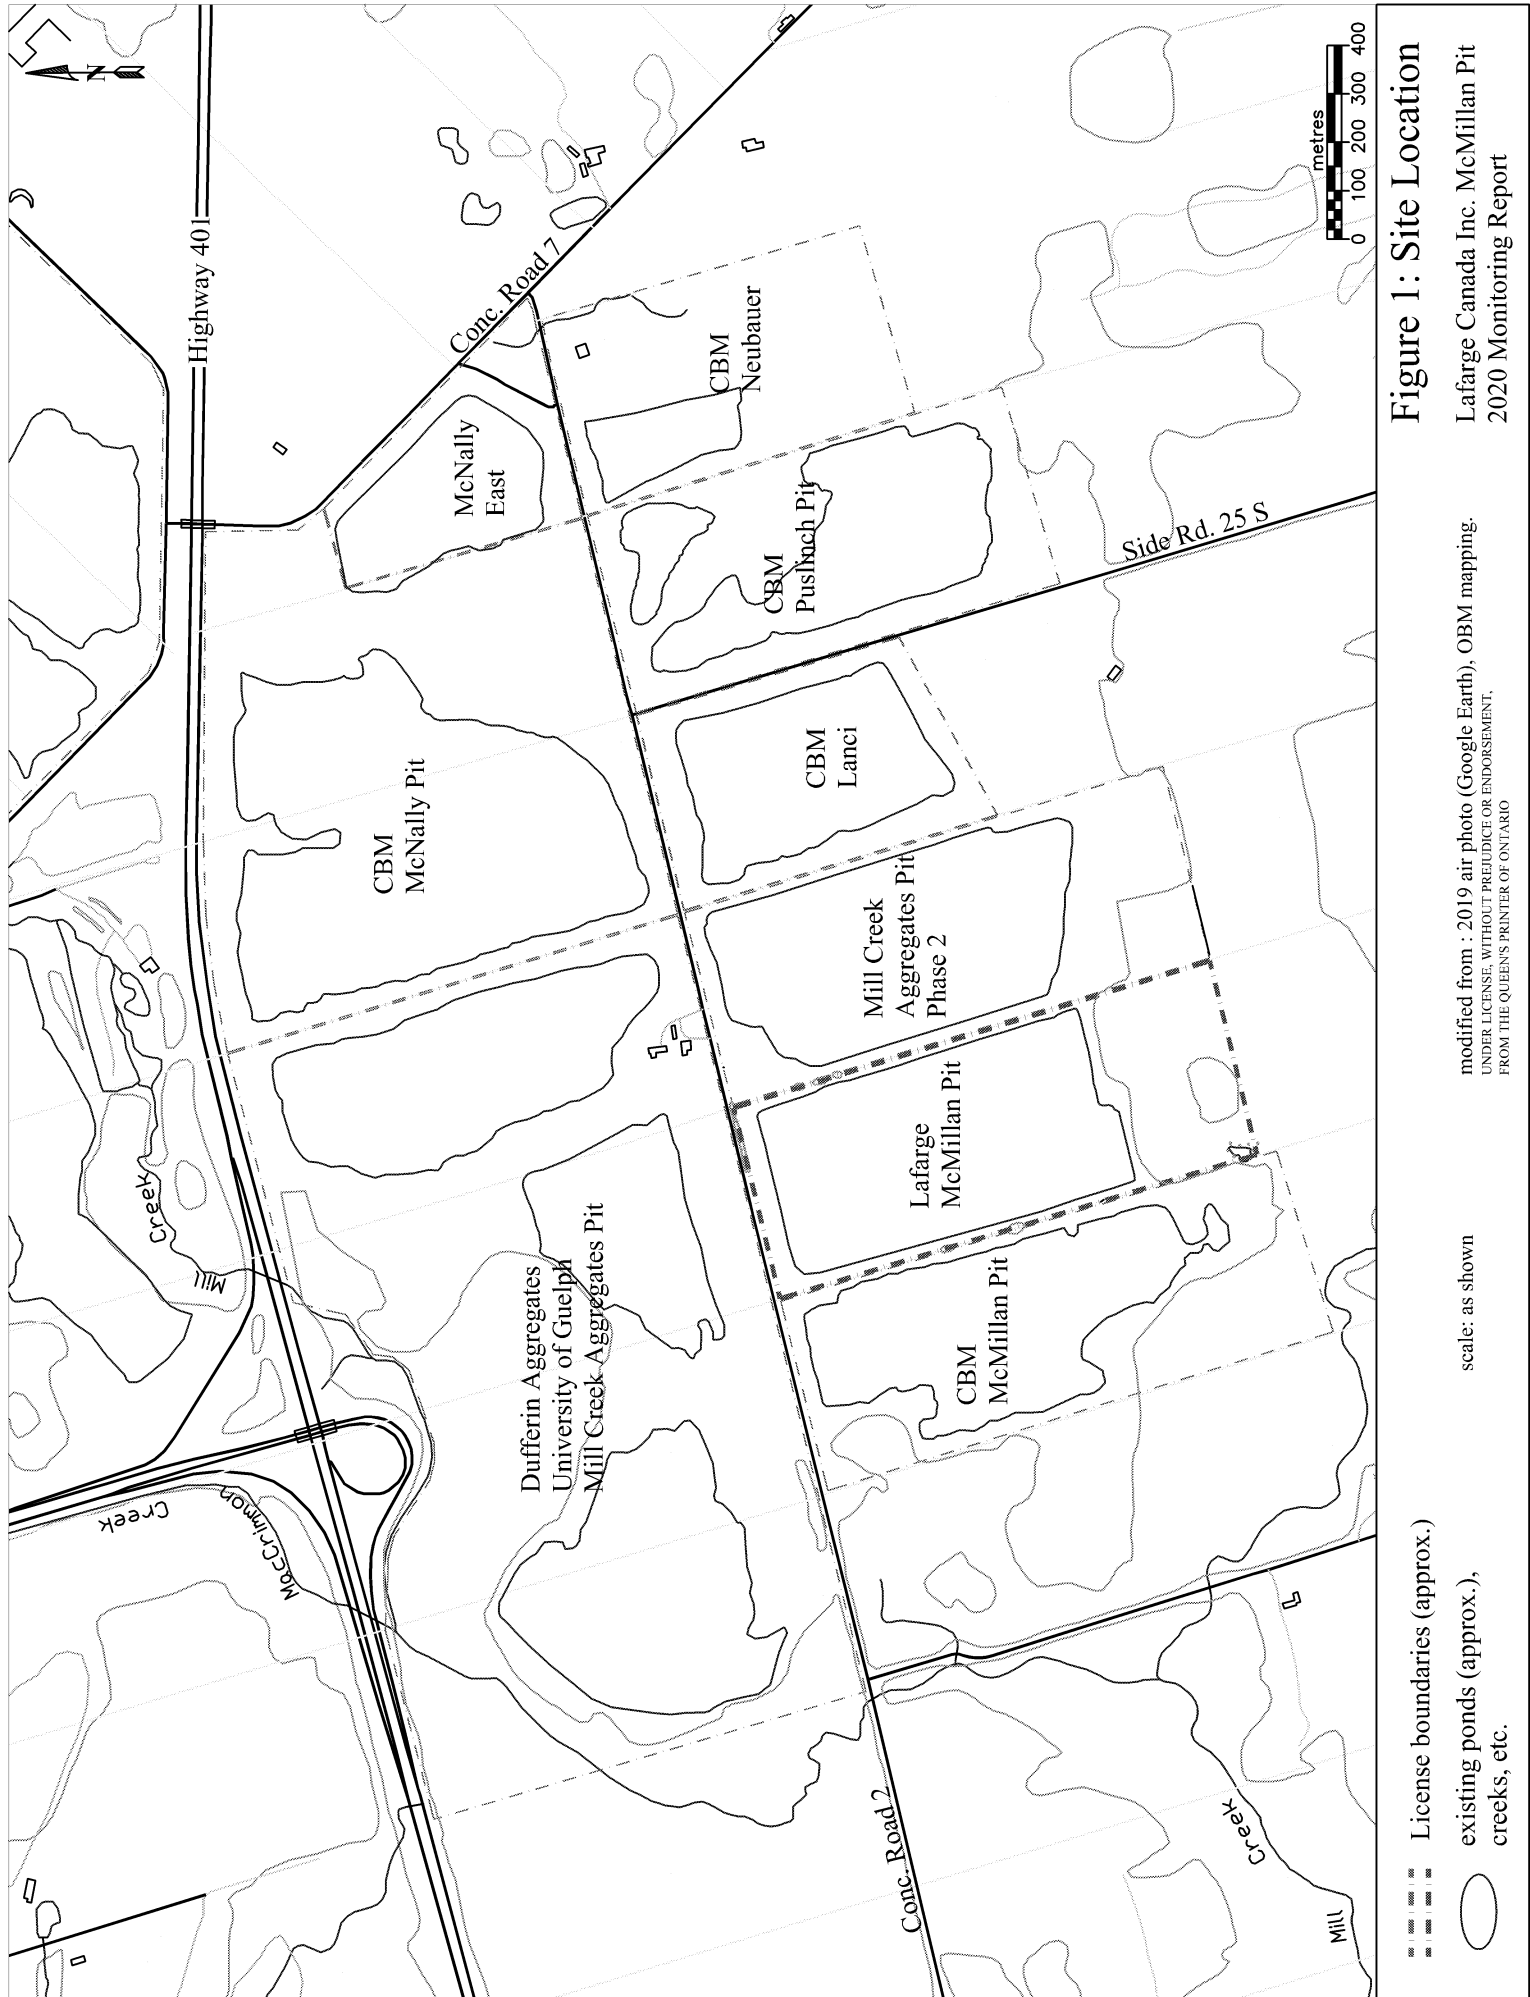 N
Highway 401
Conc. Road 7
McNally
East
CBM
Neubauer
CBM
Puslinch Pit
Side Rd. 25 S
CBM
McNally Pit
CBM
Lanci
Mill Creek
Aggregates Pit
Phase 2
Lafarge
McMillan Pit
CBM
McMillan Pit
Dufferin Aggregates
University of Guelph
Mill Creek Aggregates Pit
Mill
Creek
MacCrimmon
Creek
Conc. Road 2
Mill
Creek
metres
0 100 200 300 400
License boundaries (approx.)
existing ponds (approx.),
creeks, etc.
scale: as shown
modified from : 2019 air photo (Google Earth), OBM mapping.
UNDER LICENSE, WITHOUT PREJUDICE OR ENDORSEMENT,
FROM THE QUEEN'S PRINTER OF ONTARIO
Figure 1: Site Location
Lafarge Canada Inc. McMillan Pit
2020 Monitoring Report